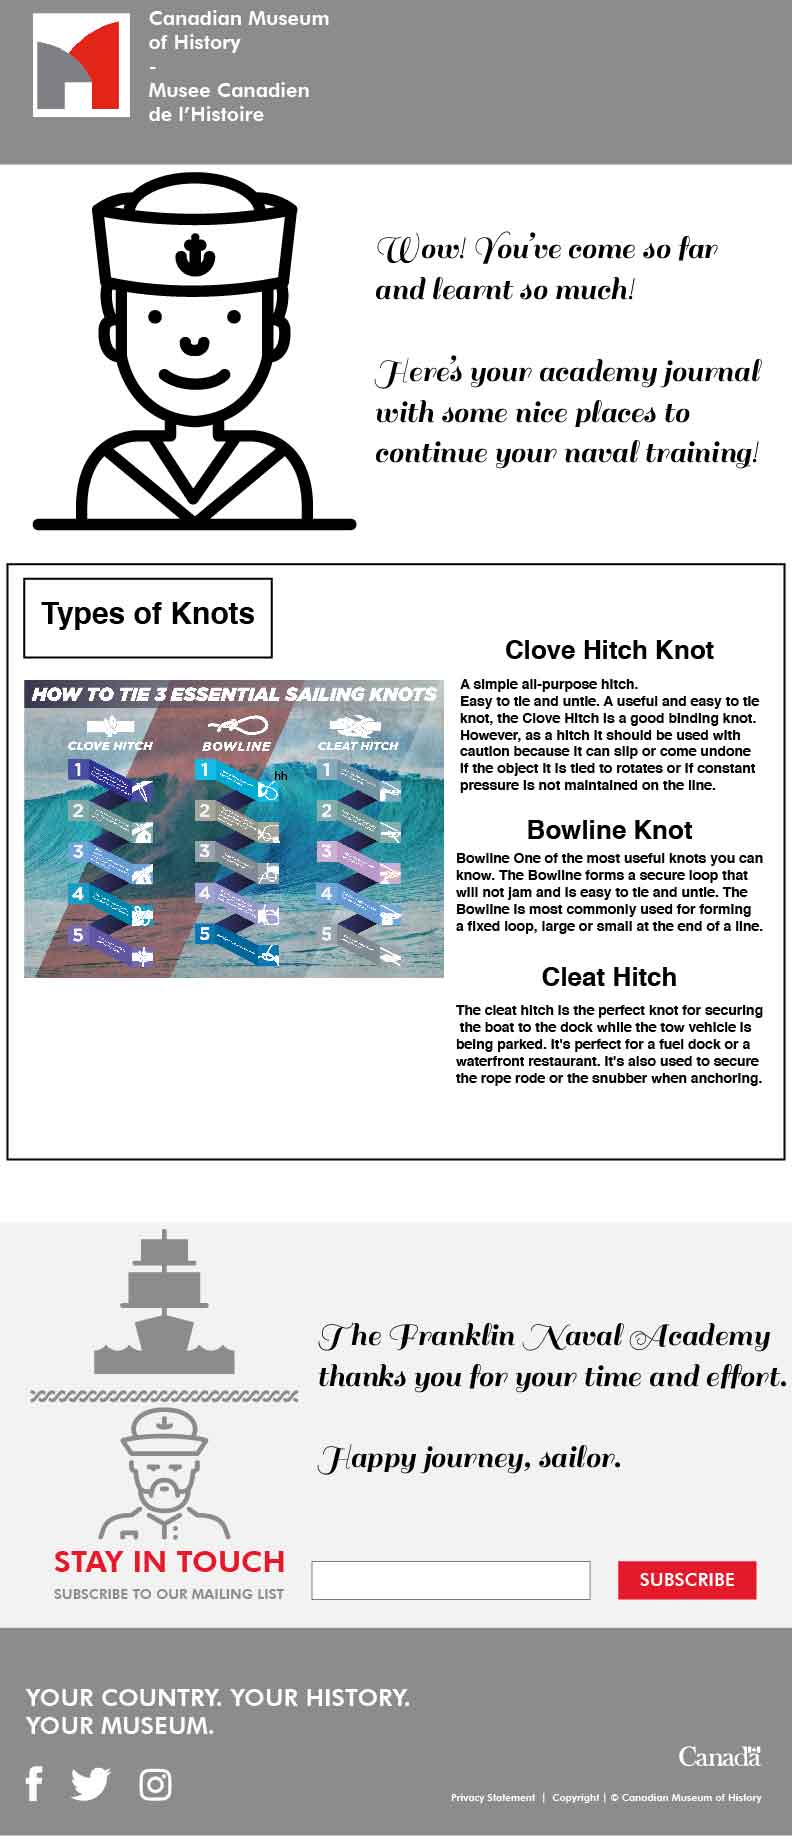 Canadian Museum
of History
-
Musee Canadien
de l'Histoire
Wow! You've come so far
and learnt so much!
Here's your academy journal
with some nice places to
continue your naval training!
Types of Knots
HOW TO TIE 3 ESSENTIAL SAILING KNOTS
CLOVE HITCH
BOWLINE
CLEAT HITCH
hh
1
2
3
4
5
1
2
3
4
5
1
2
3
4
5
Clove Hitch Knot
A simple all-purpose hitch.
Easy to tie and untie. A useful and easy to tie
knot, the Clove Hitch is a good binding knot.
However, as a hitch it should be used with
caution because it can slip or come undone
if the object it is tied to rotates or if constant
pressure is not maintained on the line.
Bowline Knot
Bowline One of the most useful knots you can
know. The Bowline forms a secure loop that
will not jam and is easy to tie and untie. The
Bowline is most commonly used for forming
a fixed loop, large or small at the end of a line.
Cleat Hitch
The cleat hitch is the perfect knot for securing
the boat to the dock while the tow vehicle is
being parked. It's perfect for a fuel dock or a
waterfront restaurant. It's also used to secure
the rope rode or the snubber when anchoring.
The Franklin Naval Academy
thanks you for your time and effort.
Happy journey, sailor.
STAY IN TOUCH
SUBSCRIBE TO OUR MAILING LIST
SUBSCRIBE
YOUR COUNTRY. YOUR HISTORY.
YOUR MUSEUM.
Canada
Privacy Statement | Copyright | © Canadian Museum of History